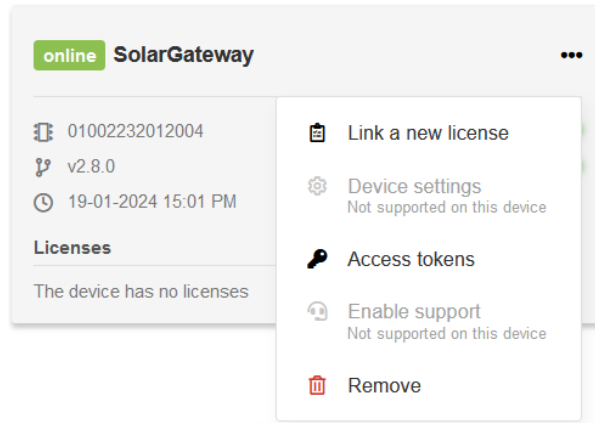 online SolarGateway
01002232012004
v2.8.0
19-01-2024 15:01 PM
Licenses
The device has no licenses
Link a new license
Device settings
Not supported on this device
Access tokens
Enable support
Not supported on this device
Remove